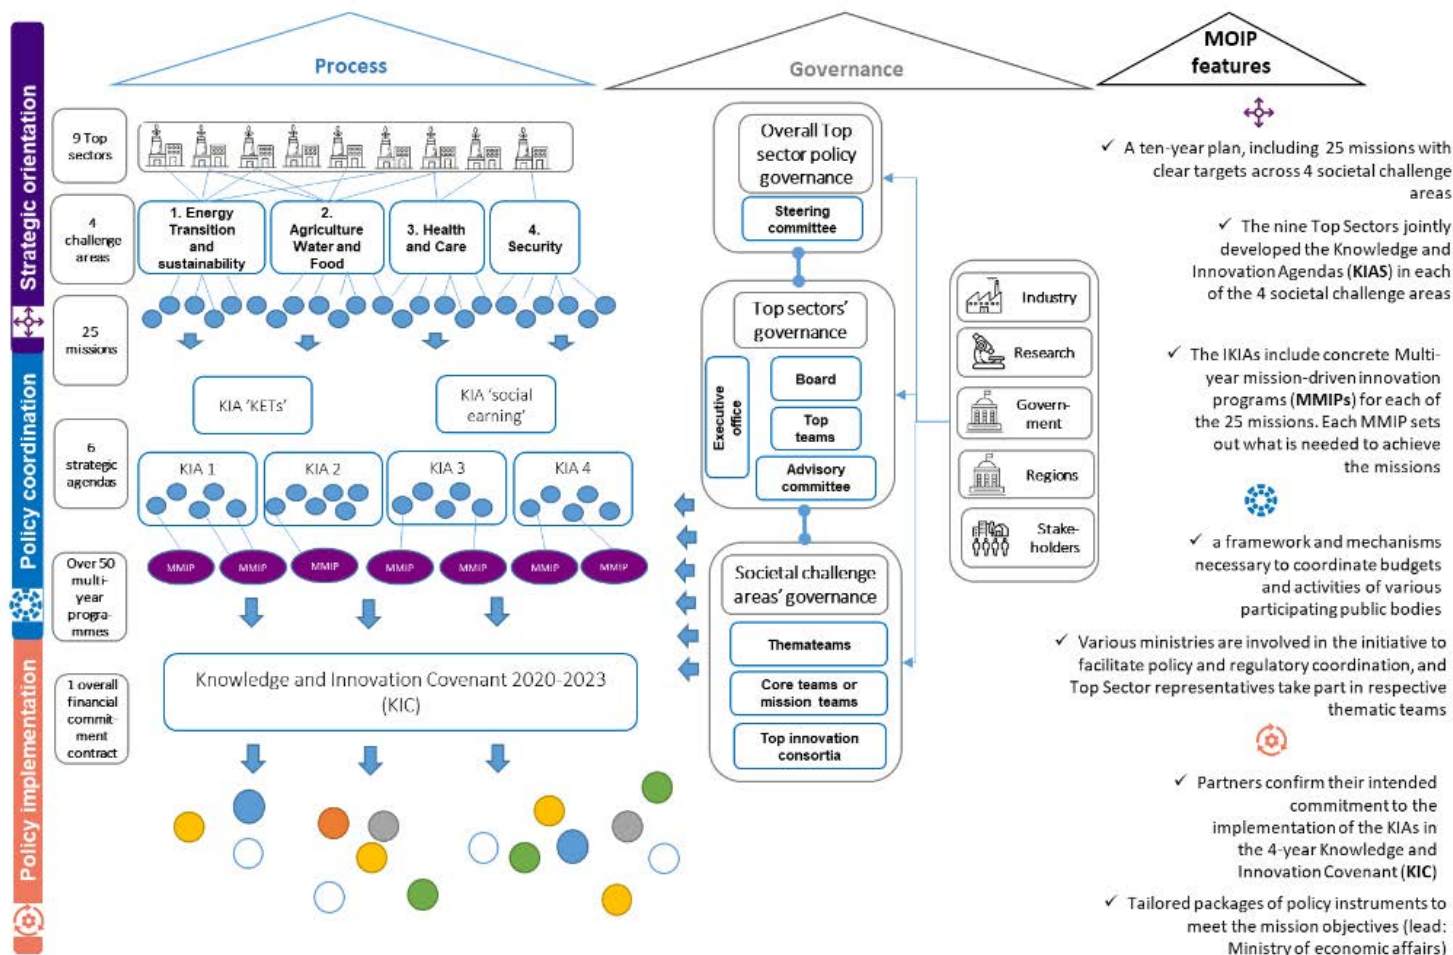 Strategic orientation
Policy coordination
Policy implementation
Process
9 Top
sectors
4
challenge
areas
25
missions
6
strategic
agendas
Over 50
multi-
year
progra-
mmes
1 overall
financial
commit-
ment
contract
1. Energy
Transition
and
sustainability
2.
Agriculture
Water and
Food
3. Health
and Care
4.
Security
KIA 'KETs'
KIA 'social
earning'
KIA 1
KIA 2
KIA 3
KIA 4
MMIP
MMIP
MMIP
MMIP
MMIP
MMIP
MMIP
Knowledge and Innovation Covenant 2020-2023
(KIC)
Governance
Overall Top
sector policy
governance
Steering
committee
Top sectors'
governance
Executive
office
Board
Top
teams
Advisory
committee
Societal challenge
areas' governance
Themateams
Core teams or
mission teams
Top innovation
consortia
Industry
Research
Govern-
ment
Regions
Stake-
holders
MOIP
features
✓ A ten-year plan, including 25 missions with
clear targets across 4 societal challenge
areas
✓ The nine Top Sectors jointly
developed the Knowledge and
Innovation Agendas (KIAS) in each
of the 4 societal challenge areas
✓ The IKIAs include concrete Multi-
year mission-driven innovation
programs (MMIPs) for each of
the 25 missions. Each MMIP sets
out what is needed to achieve
the missions
✓ a framework and mechanisms
necessary to coordinate budgets
and activities of various
participating public bodies
✓ Various ministries are involved in the initiative to
facilitate policy and regulatory coordination, and
Top Sector representatives take part in respective
thematic teams
✓ Partners confirm their intended
commitment to the
implementation of the KIAs in
the 4-year Knowledge and
Innovation Covenant (KIC)
✓ Tailored packages of policy instruments to
meet the mission objectives (lead:
Ministry of economic affairs)